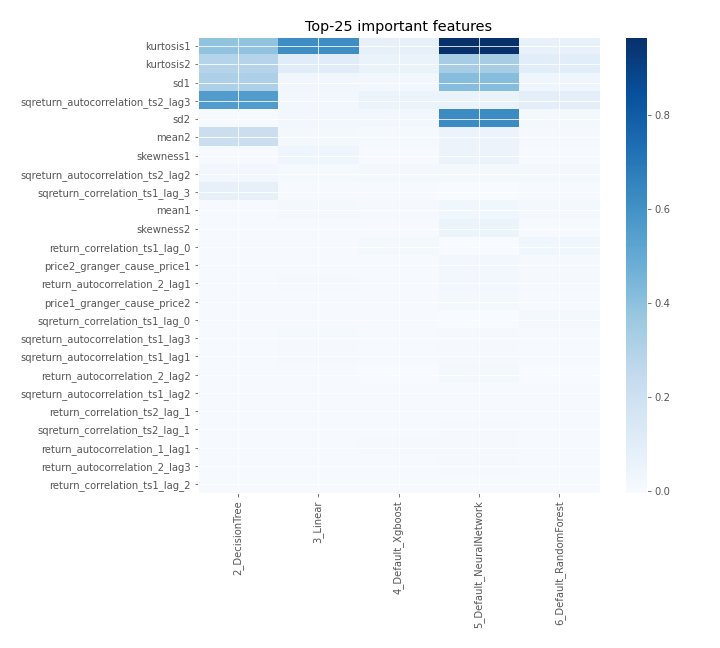 Top-25 important features
kurtosis1
kurtosis2
sd1
sqreturn_autocorrelation_ts2_lag3
sd2
mean2
skewness1
sqreturn_autocorrelation_ts2_lag2
sqreturn_correlation_ts1_lag_3
mean1
skewness2
return_correlation_ts1_lag_0
price2_granger_cause_price1
return_autocorrelation_2_lag1
price1_granger_cause_price2
sqreturn_correlation_ts1_lag_0
sqreturn_autocorrelation_ts1_lag3
sqreturn_autocorrelation_ts1_lag1
return_autocorrelation_2_lag2
sqreturn_autocorrelation_ts1_lag2
return_correlation_ts2_lag_1
sqreturn_correlation_ts2_lag_1
return_autocorrelation_1_lag1
return_autocorrelation_2_lag3
return_correlation_ts1_lag_2
2_DecisionTree
3_Linear
4_Default_Xgboost
5_Default_NeuralNetwork
6_Default_RandomForest
0.8
0.6
0.4
0.2
0.0